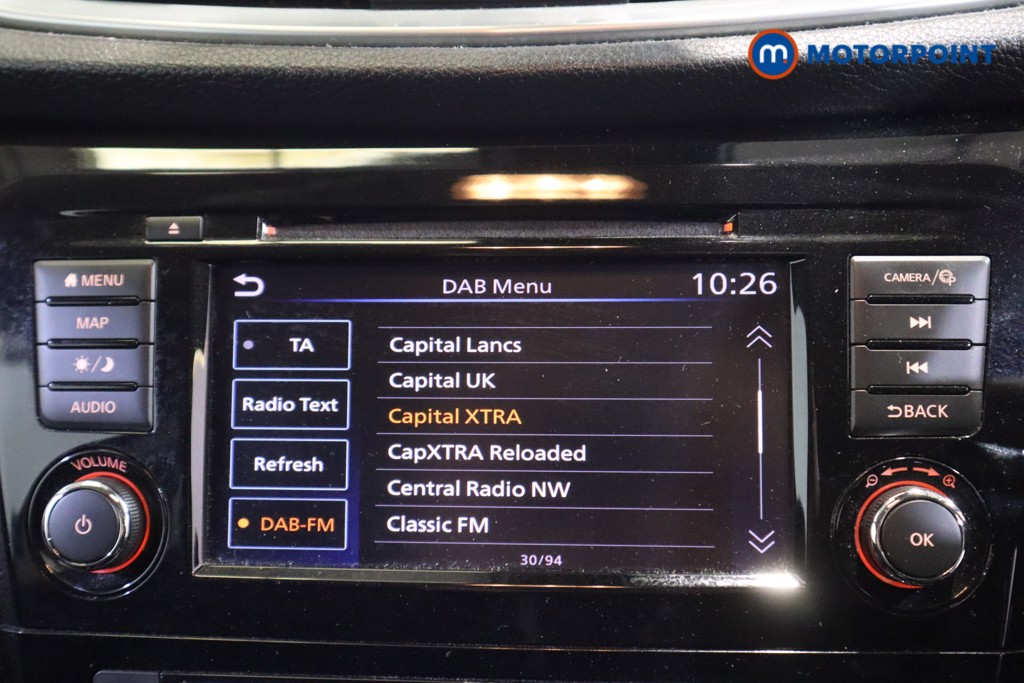 m. MOTORPOINT
MENU
MAP
AUDIO
VOLUME
DAB Menu
10:26
TA
Radio Text
Refresh
DAB-FM
Capital Lancs
Capital UK
Capital XTRA
CapXTRA Reloaded
Central Radio NW
Classic FM
30/94
CAMERA/
BACK
OK